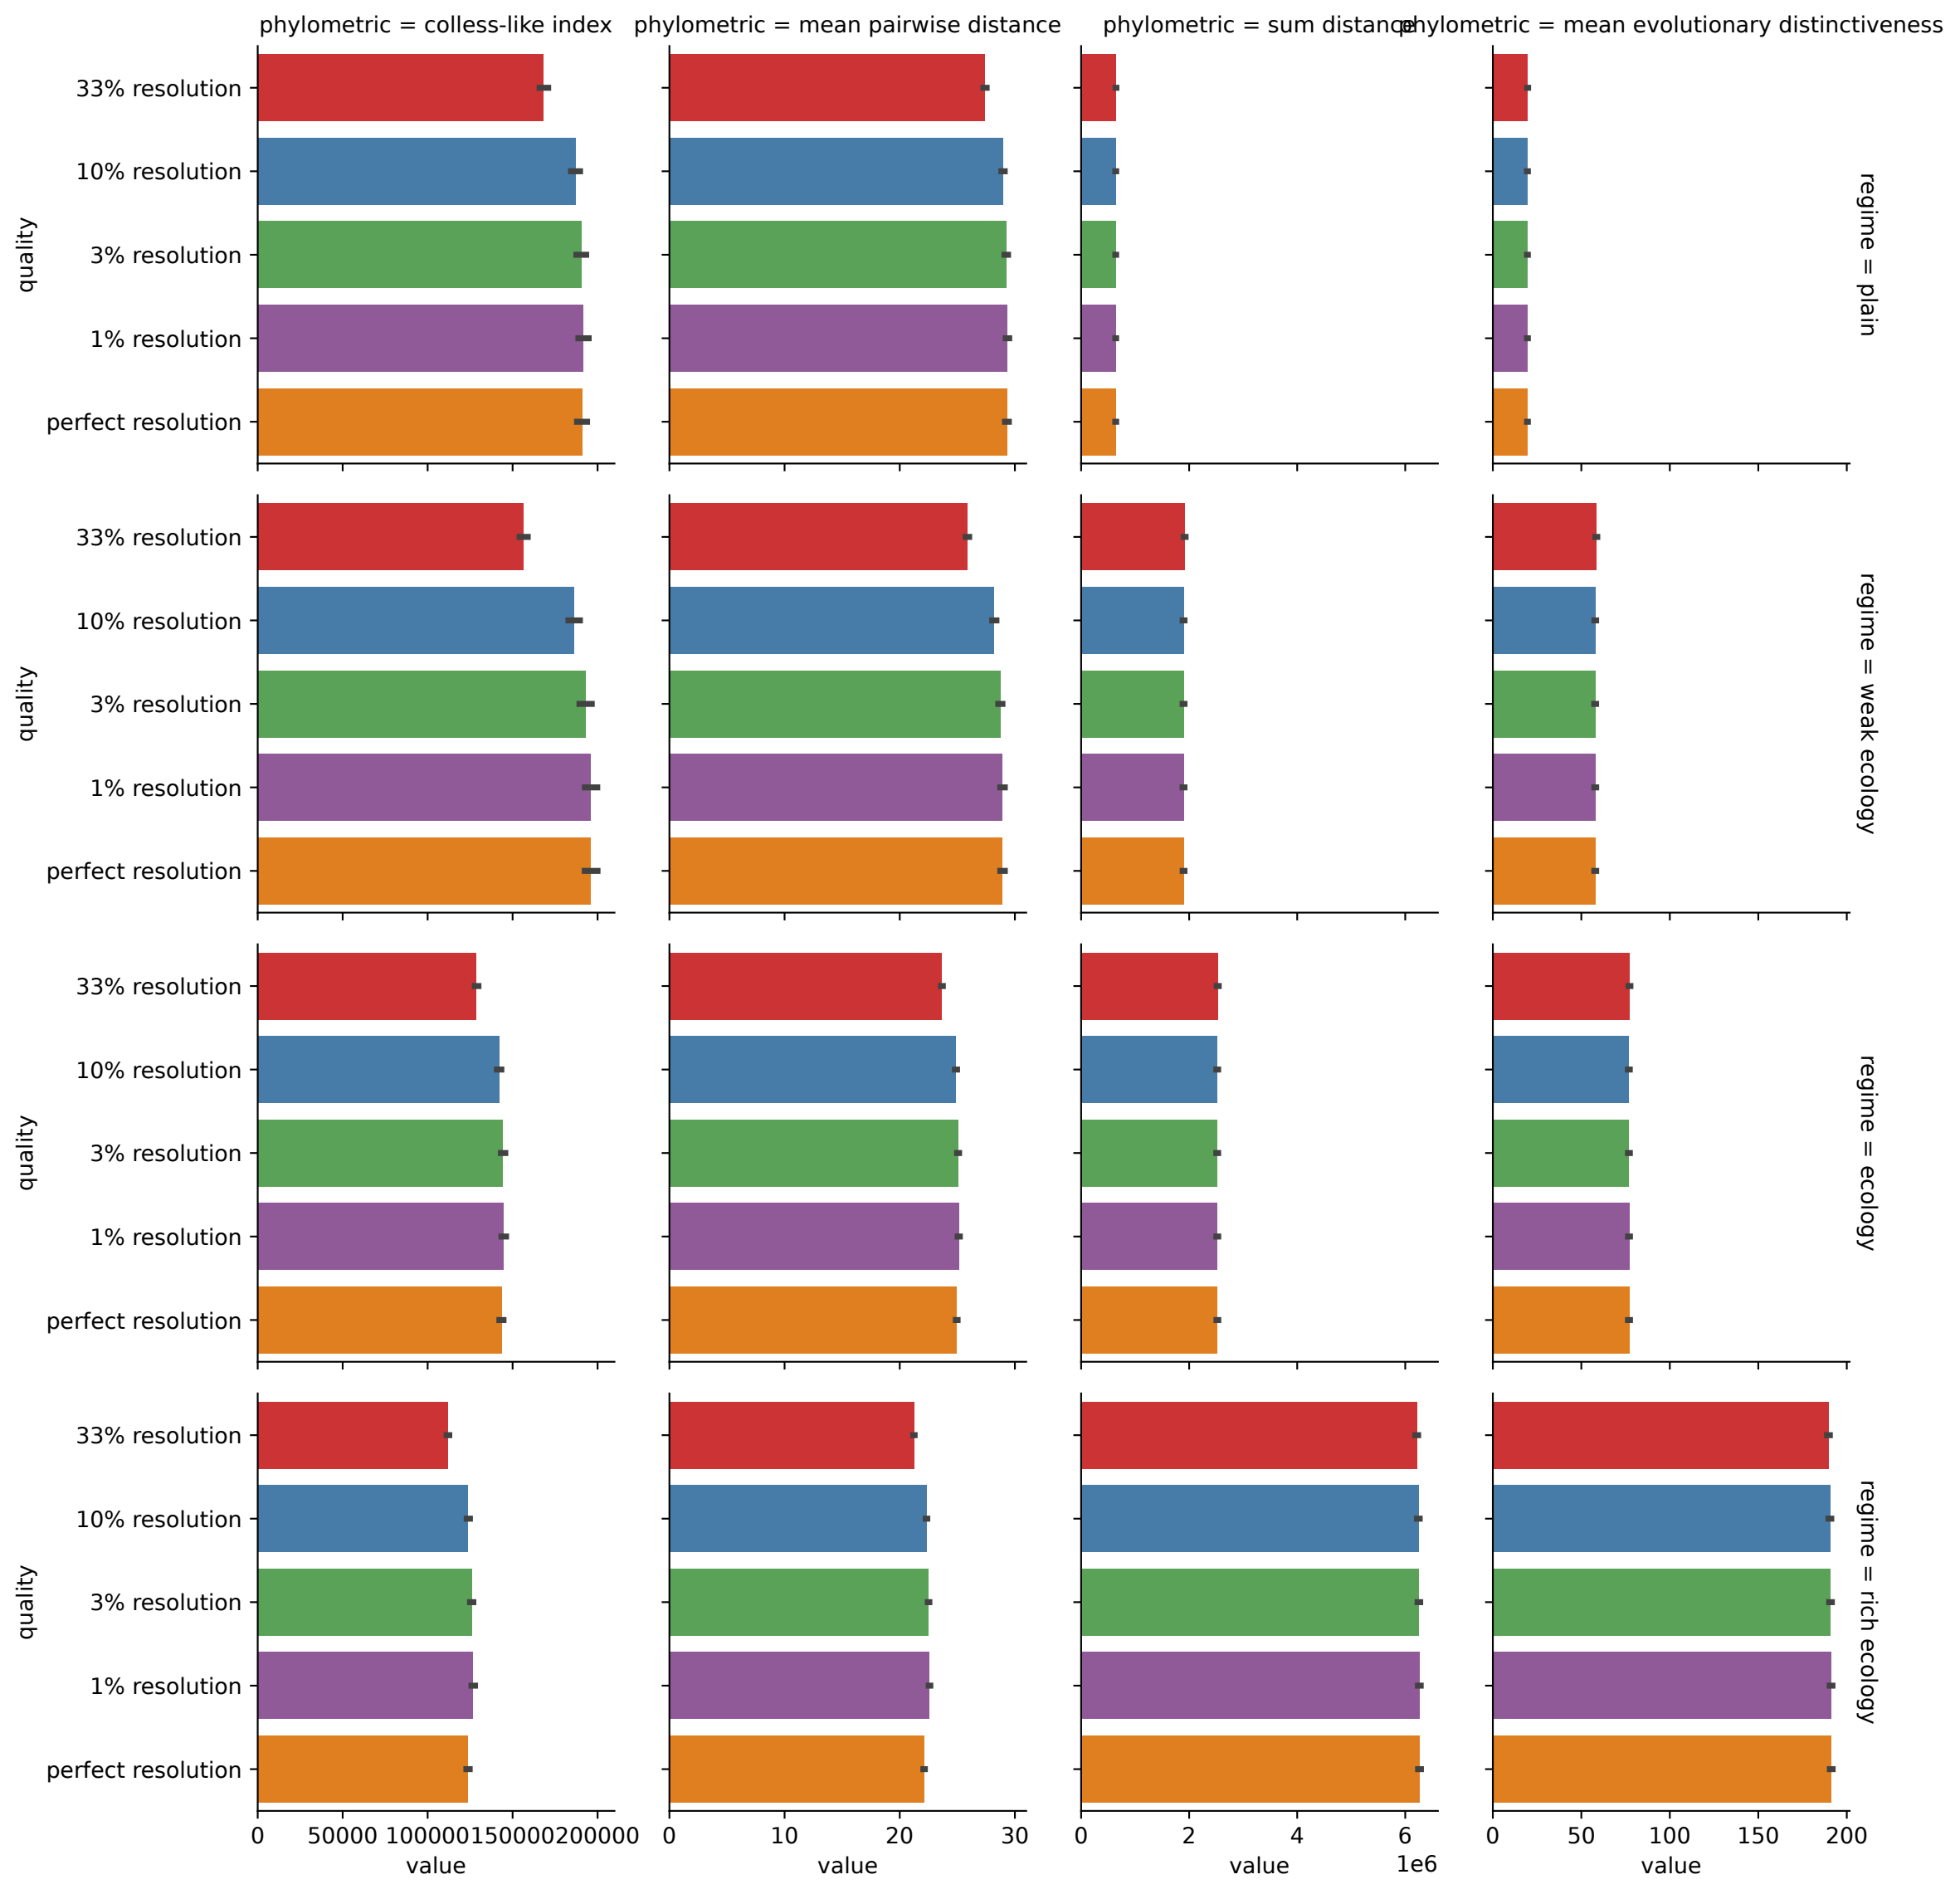 phylometric = colless-like index
phylometric = mean pairwise distance
phylometric = sum distance
phylometric = mean evolutionary distinctiveness
quality
33% resolution
10% resolution
3% resolution
1% resolution
perfect resolution
regime = plain
quality
33% resolution
10% resolution
3% resolution
1% resolution
perfect resolution
regime = weak ecology
quality
33% resolution
10% resolution
3% resolution
1% resolution
perfect resolution
regime = ecology
quality
33% resolution
10% resolution
3% resolution
1% resolution
perfect resolution
regime = rich ecology
0 50000 100000 150000 200000
value
0 10 20 30
value
0 2 4 6
1e6
value
0 50 100 150 200
value